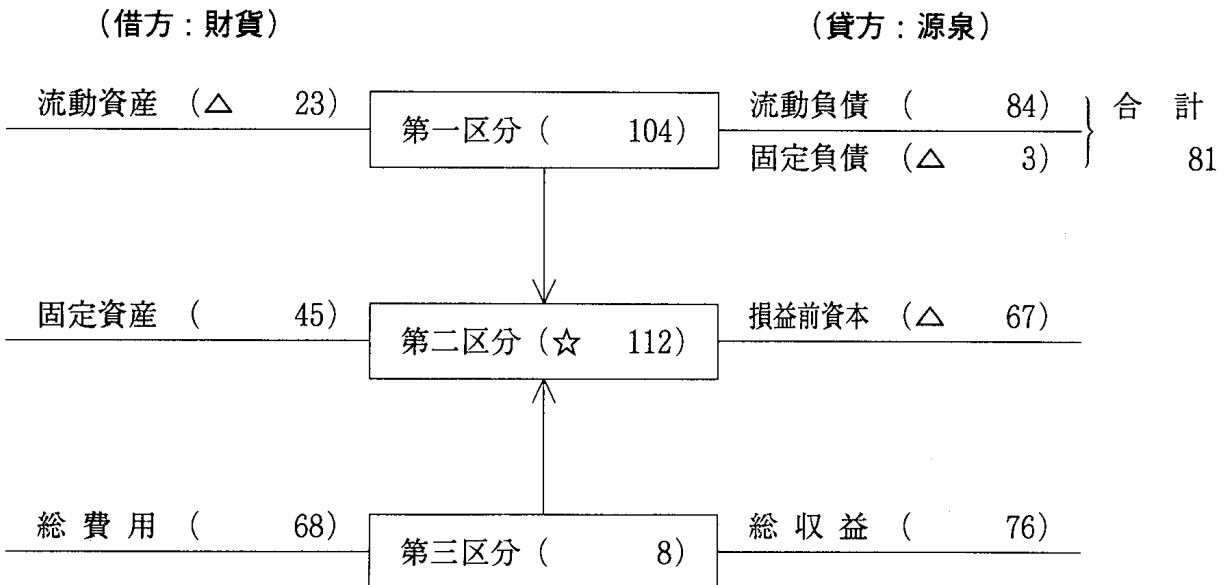 (借方:財貨) (貸方:源泉)
流動資産 (△ 23) 第一区分( 104) 流動負債 ( 84) 合 計
固定負債 (△ 3) 81
固定資産 ( 45) 第二区分(☆ 112) 損益前資本 (△ 67)
総 費 用 ( 68) 第三区分( 8) 総 収 益 ( 76)